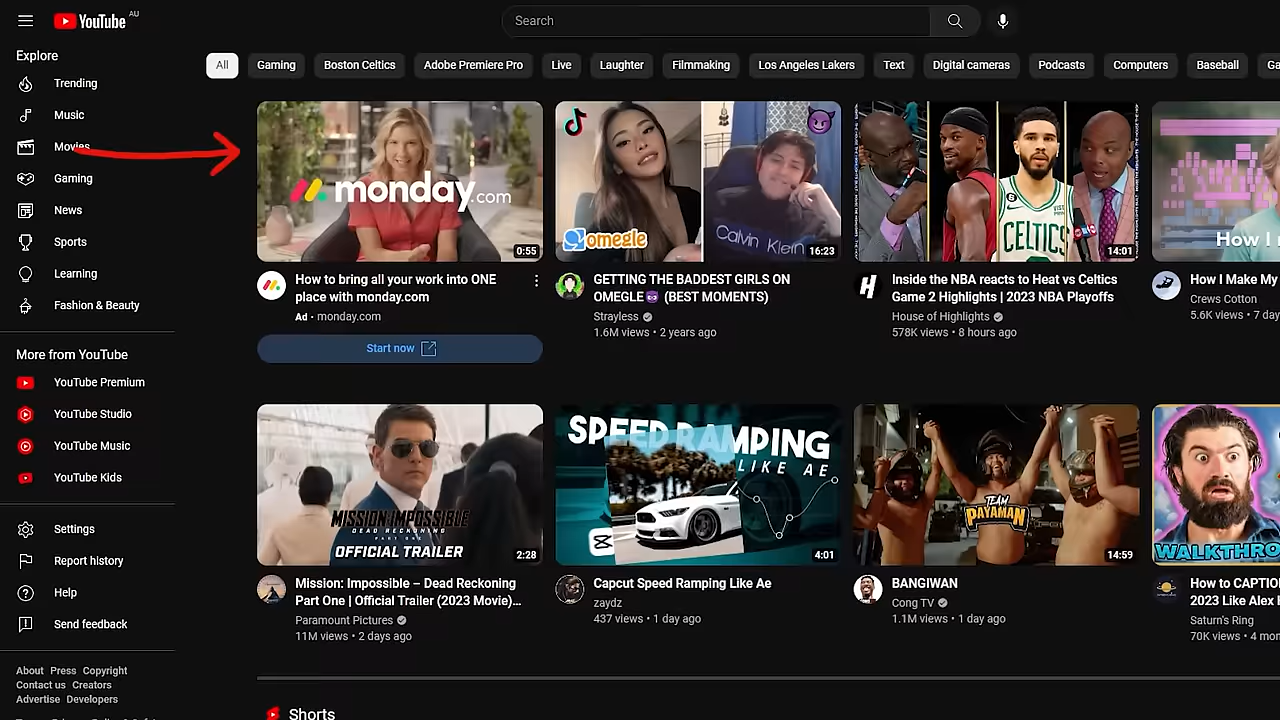 YouTube AU
Search
Explore
Trending
Music
Movies
Gaming
News
Sports
Learning
Fashion & Beauty
More from YouTube
YouTube Premium
YouTube Studio
YouTube Music
YouTube Kids
Settings
Report history
Help
Send feedback
About Press Copyright
Contact us Creators
Advertise Developers
All Gaming Boston Celtics Adobe Premiere Pro Live Laughter Filmmaking Los Angeles Lakers Text Digital cameras Podcasts Computers Baseball Ga
monday.com
0:55
How to bring all your work into ONE
place with monday.com
Ad · monday.com
Start now
omegle
Calvin Klein
16:23
GETTING THE BADDEST GIRLS ON
OMEGLE😈 (BEST MOMENTS)
Strayless
1.6M views · 2 years ago
CELTICS
14:01
H
Inside the NBA reacts to Heat vs Celtics
Game 2 Highlights | 2023 NBA Playoffs
House of Highlights
578K views · 8 hours ago
How I
How I Make My
Crews Cotton
5.6K views · 7 day
MISSION: IMPOSSIBLE
DEAD RECKONING
PART ONE
OFFICIAL TRAILER
2:28
Mission: Impossible – Dead Reckoning
Part One | Official Trailer (2023 Movie)...
Paramount Pictures
11M views · 2 days ago
SPEED RAMPING
LIKE AE
4:01
Capcut Speed Ramping Like Ae
zaydz
437 views · 1 day ago
TEAM
PAYAMAN
14:59
BANGIWAN
Cong TV
1.1M views · 1 day ago
WALKTHRO
How to CAPTIO
2023 Like Alex H
Saturn's Ring
70K views · 4 mon
Shorts